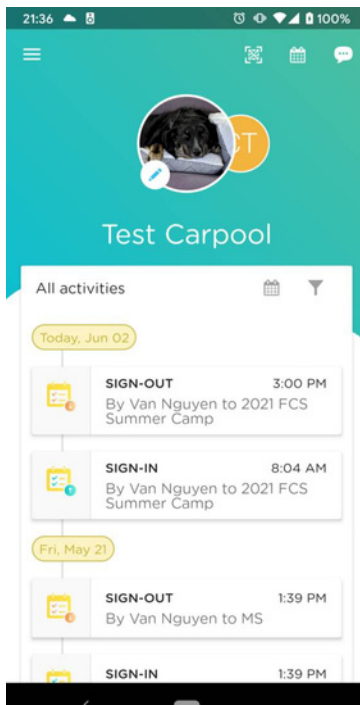 21:36
100%
CT
Test Carpool
All activities
Today, Jun 02
SIGN-OUT 3:00 PM
By Van Nguyen to 2021 FCS
Summer Camp
SIGN-IN 8:04 AM
By Van Nguyen to 2021 FCS
Summer Camp
Fri, May 21
SIGN-OUT 1:39 PM
By Van Nguyen to MS
SIGN-IN 1:39 PM